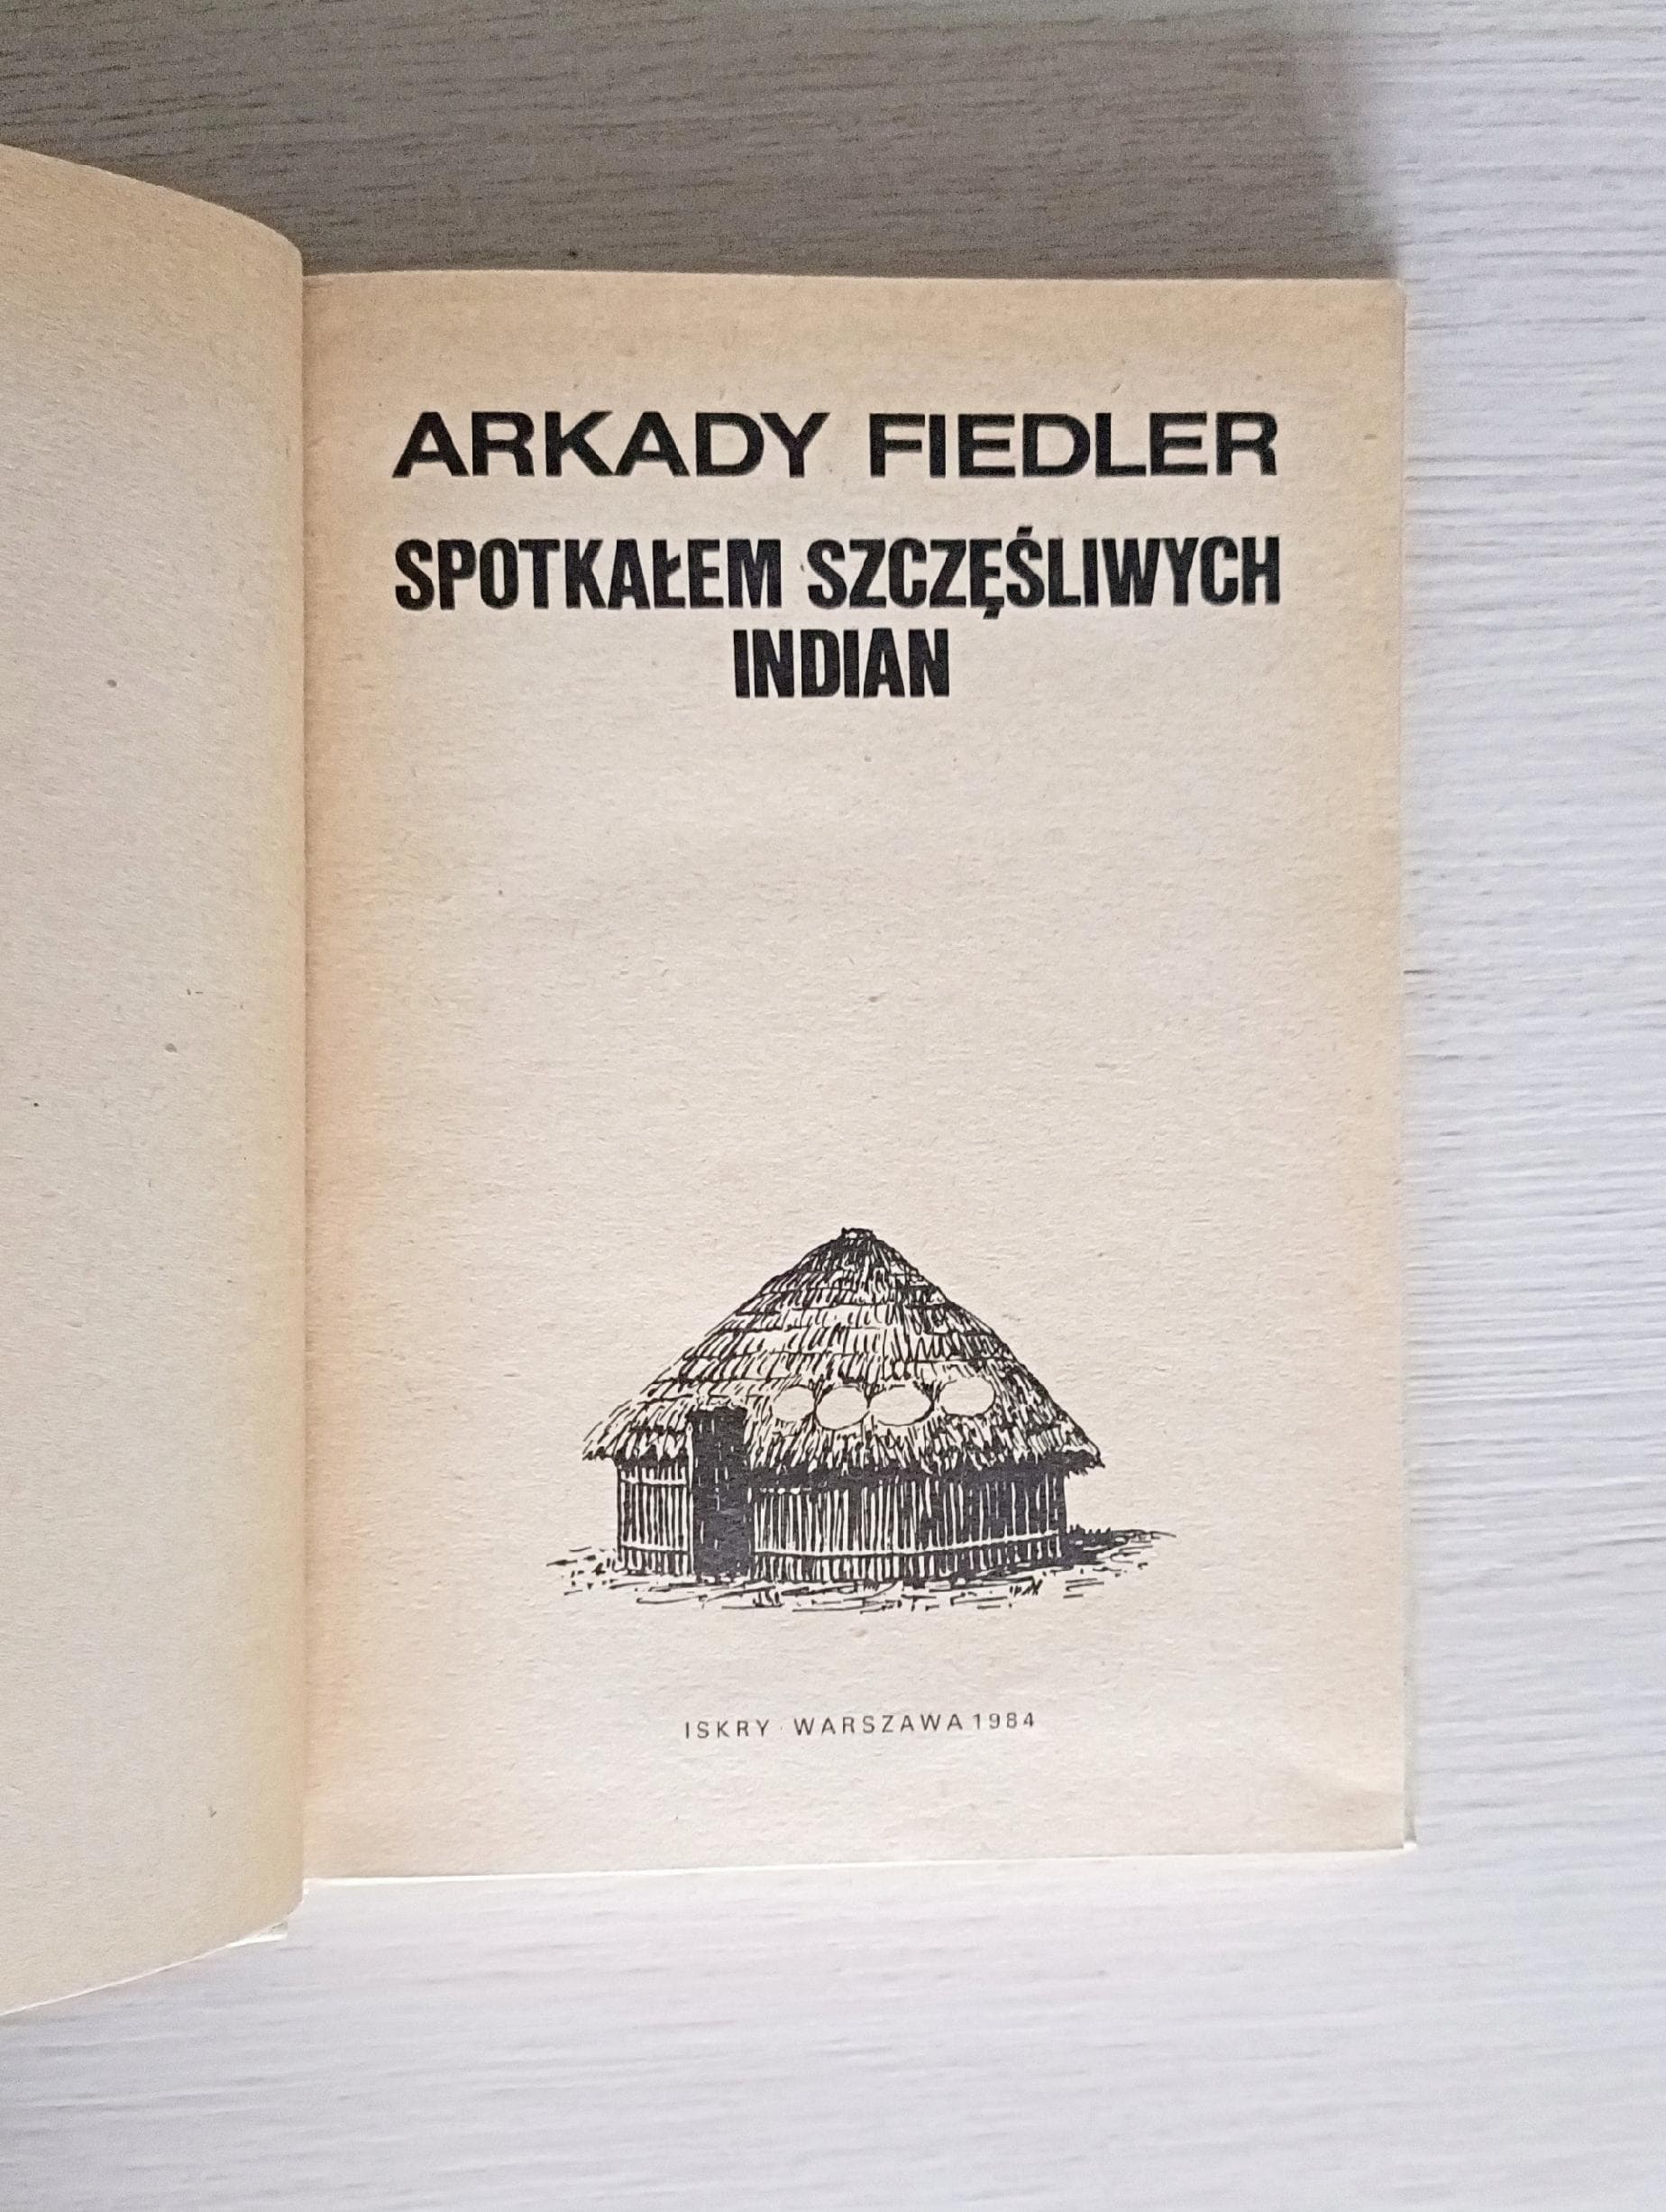 ARKADY FIEDLER
SPOTKAŁEM SZCZĘŚLIWYCH
INDIAN
ISKRY · WARSZAWA 1984